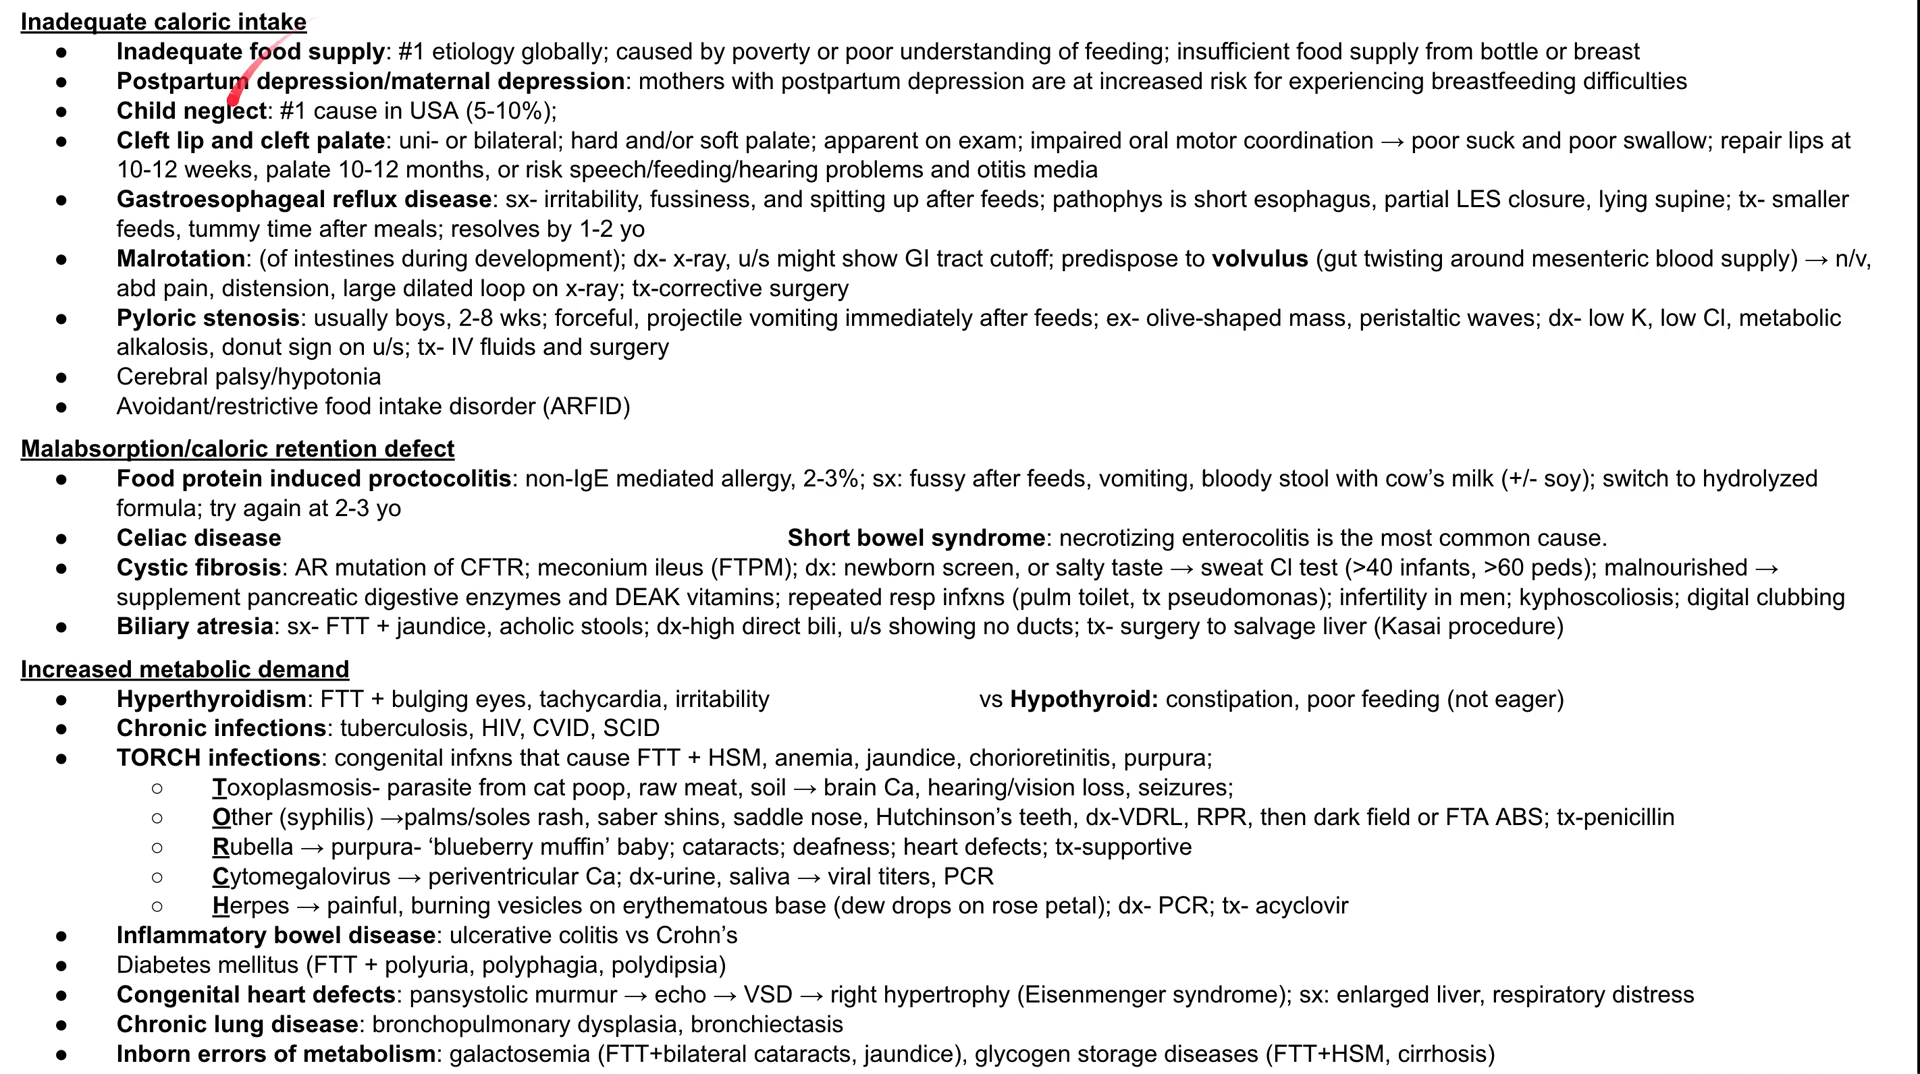 Inadequate caloric intake
● Inadequate food supply: #1 etiology globally; caused by poverty or poor understanding of feeding; insufficient food supply from bottle or breast
● Postpartum depression/maternal depression: mothers with postpartum depression are at increased risk for experiencing breastfeeding difficulties
● Child neglect: #1 cause in USA (5-10%);
● Cleft lip and cleft palate: uni- or bilateral; hard and/or soft palate; apparent on exam; impaired oral motor coordination → poor suck and poor swallow; repair lips at
10-12 weeks, palate 10-12 months, or risk speech/feeding/hearing problems and otitis media
● Gastroesophageal reflux disease: sx- irritability, fussiness, and spitting up after feeds; pathophys is short esophagus, partial LES closure, lying supine; tx- smaller
feeds, tummy time after meals; resolves by 1-2 yo
● Malrotation: (of intestines during development); dx- x-ray, u/s might show GI tract cutoff; predispose to volvulus (gut twisting around mesenteric blood supply) → n/v,
abd pain, distension, large dilated loop on x-ray; tx-corrective surgery
● Pyloric stenosis: usually boys, 2-8 wks; forceful, projectile vomiting immediately after feeds; ex- olive-shaped mass, peristaltic waves; dx- low K, low Cl, metabolic
alkalosis, donut sign on u/s; tx- IV fluids and surgery
● Cerebral palsy/hypotonia
● Avoidant/restrictive food intake disorder (ARFID)
Malabsorption/caloric retention defect
● Food protein induced proctocolitis: non-IgE mediated allergy, 2-3%; sx: fussy after feeds, vomiting, bloody stool with cow’s milk (+/- soy); switch to hydrolyzed
formula; try again at 2-3 yo
● Celiac disease Short bowel syndrome: necrotizing enterocolitis is the most common cause.
● Cystic fibrosis: AR mutation of CFTR; meconium ileus (FTPM); dx: newborn screen, or salty taste → sweat Cl test (>40 infants, >60 peds); malnourished →
supplement pancreatic digestive enzymes and DEAK vitamins; repeated resp infxns (pulm toilet, tx pseudomonas); infertility in men; kyphoscoliosis; digital clubbing
● Biliary atresia: sx- FTT + jaundice, acholic stools; dx-high direct bili, u/s showing no ducts; tx- surgery to salvage liver (Kasai procedure)
Increased metabolic demand
● Hyperthyroidism: FTT + bulging eyes, tachycardia, irritability vs Hypothyroid: constipation, poor feeding (not eager)
● Chronic infections: tuberculosis, HIV, CVID, SCID
● TORCH infections: congenital infxns that cause FTT + HSM, anemia, jaundice, chorioretinitis, purpura;
○ Toxoplasmosis- parasite from cat poop, raw meat, soil → brain Ca, hearing/vision loss, seizures;
○ Other (syphilis) →palms/soles rash, saber shins, saddle nose, Hutchinson’s teeth, dx-VDRL, RPR, then dark field or FTA ABS; tx-penicillin
○ Rubella → purpura- ‘blueberry muffin’ baby; cataracts; deafness; heart defects; tx-supportive
○ Cytomegalovirus → periventricular Ca; dx-urine, saliva → viral titers, PCR
○ Herpes → painful, burning vesicles on erythematous base (dew drops on rose petal); dx- PCR; tx- acyclovir
● Inflammatory bowel disease: ulcerative colitis vs Crohn’s
● Diabetes mellitus (FTT + polyuria, polyphagia, polydipsia)
● Congenital heart defects: pansystolic murmur → echo → VSD → right hypertrophy (Eisenmenger syndrome); sx: enlarged liver, respiratory distress
● Chronic lung disease: bronchopulmonary dysplasia, bronchiectasis
● Inborn errors of metabolism: galactosemia (FTT+bilateral cataracts, jaundice), glycogen storage diseases (FTT+HSM, cirrhosis)